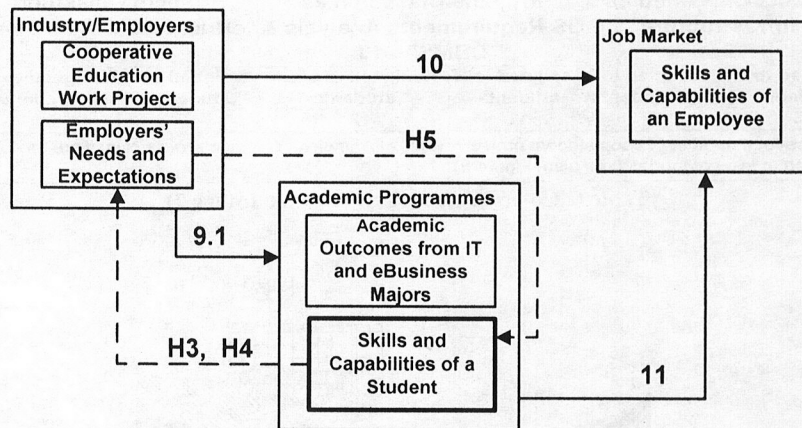 Industry/Employers
Cooperative
Education
Work Project
Employers'
Needs and
Expectations
10
H5
Job Market
Skills and
Capabilities of
an Employee
9.1
Academic Programmes
Academic
Outcomes from IT
and eBusiness
Majors
Skills and
Capabilities of a
Student
H3, H4
11